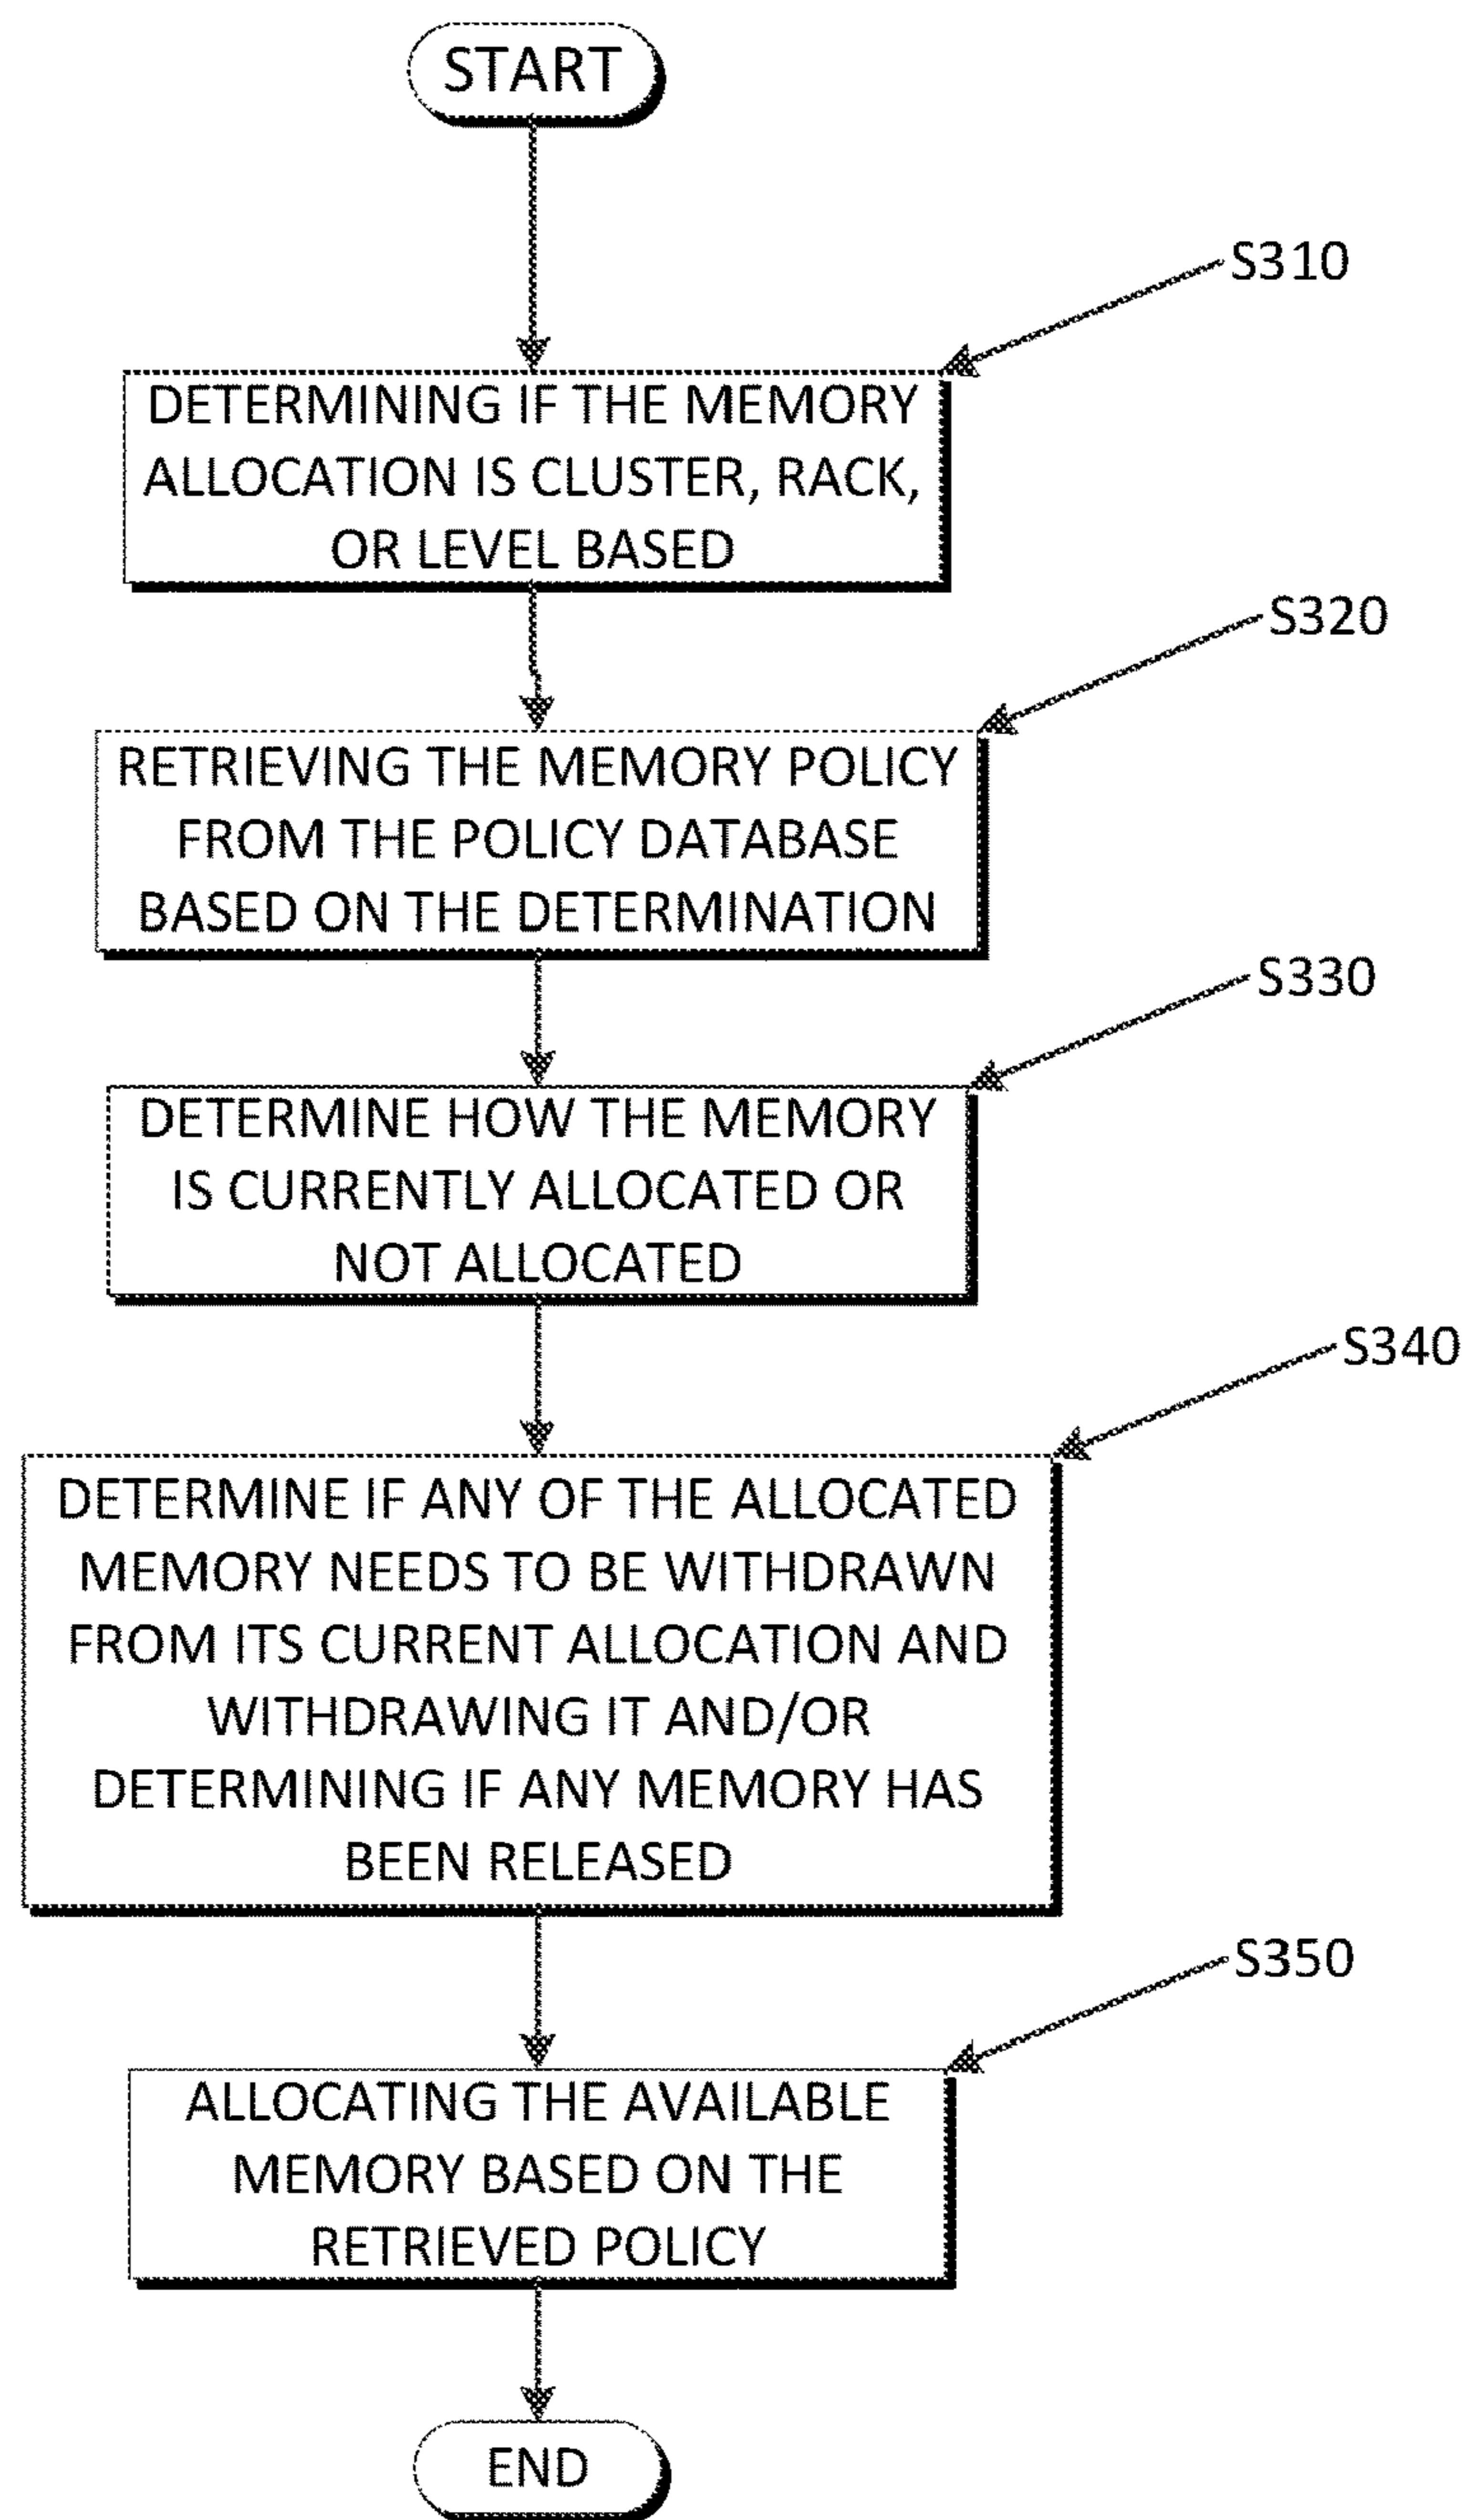 START
S310
DETERMINING IF THE MEMORY
ALLOCATION IS CLUSTER, RACK,
OR LEVEL BASED
S320
RETRIEVING THE MEMORY POLICY
FROM THE POLICY DATABASE
BASED ON THE DETERMINATION
S330
DETERMINE HOW THE MEMORY
IS CURRENTLY ALLOCATED OR
NOT ALLOCATED
S340
DETERMINE IF ANY OF THE ALLOCATED
MEMORY NEEDS TO BE WITHDRAWN
FROM ITS CURRENT ALLOCATION AND
WITHDRAWING IT AND/OR
DETERMINING IF ANY MEMORY HAS
BEEN RELEASED
S350
ALLOCATING THE AVAILABLE
MEMORY BASED ON THE
RETRIEVED POLICY
END